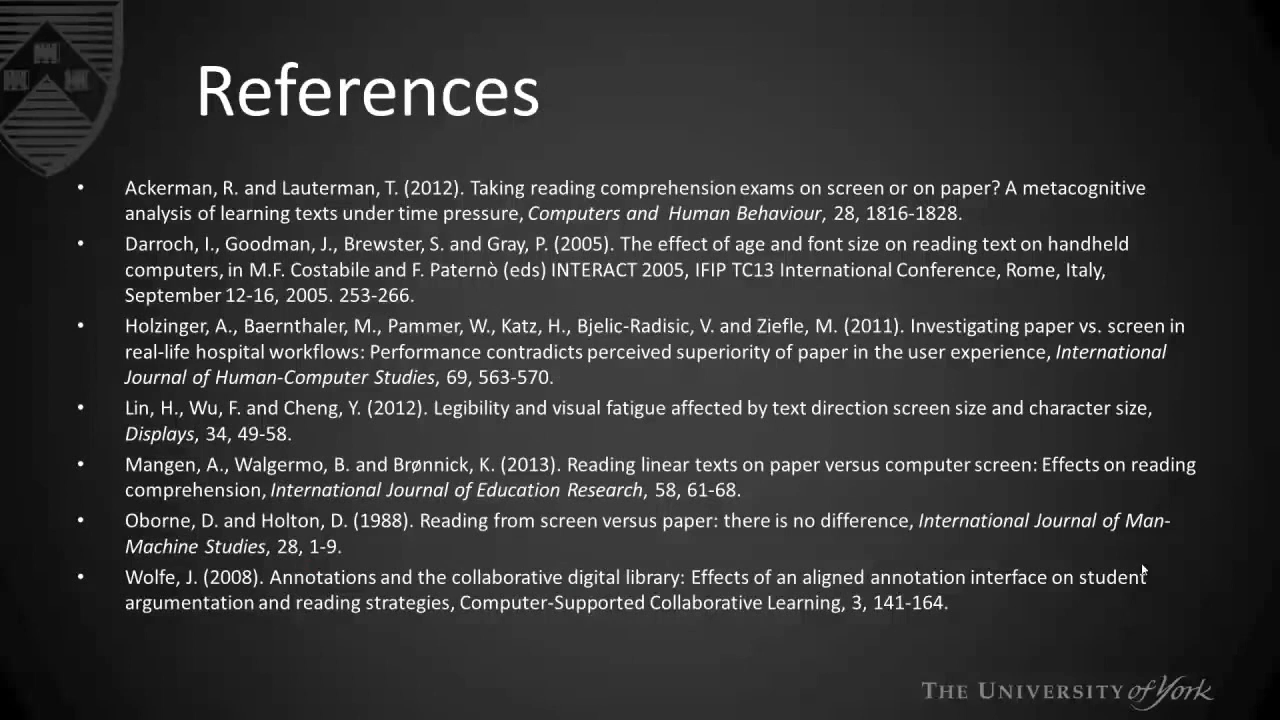 References
• Ackerman, R. and Lauterman, T. (2012). Taking reading comprehension exams on screen or on paper? A metacognitive
analysis of learning texts under time pressure, Computers and Human Behaviour, 28, 1816-1828.
• Darroch, I., Goodman, J., Brewster, S. and Gray, P. (2005). The effect of age and font size on reading text on handheld
computers, in M.F. Costabile and F. Paternò (eds) INTERACT 2005, IFIP TC13 International Conference, Rome, Italy,
September 12-16, 2005. 253-266.
• Holzinger, A., Baernthaler, M., Pammer, W., Katz, H., Bjelic-Radisic, V. and Ziefle, M. (2011). Investigating paper vs. screen in
real-life hospital workflows: Performance contradicts perceived superiority of paper in the user experience, International
Journal of Human-Computer Studies, 69, 563-570.
• Lin, H., Wu, F. and Cheng, Y. (2012). Legibility and visual fatigue affected by text direction screen size and character size,
Displays, 34, 49-58.
• Mangen, A., Walgermo, B. and Brønnick, K. (2013). Reading linear texts on paper versus computer screen: Effects on reading
comprehension, International Journal of Education Research, 58, 61-68.
• Oborne, D. and Holton, D. (1988). Reading from screen versus paper: there is no difference, International Journal of Man-
Machine Studies, 28, 1-9.
• Wolfe, J. (2008). Annotations and the collaborative digital library: Effects of an aligned annotation interface on student
argumentation and reading strategies, Computer-Supported Collaborative Learning, 3, 141-164.
THE UNIVERSITY of York